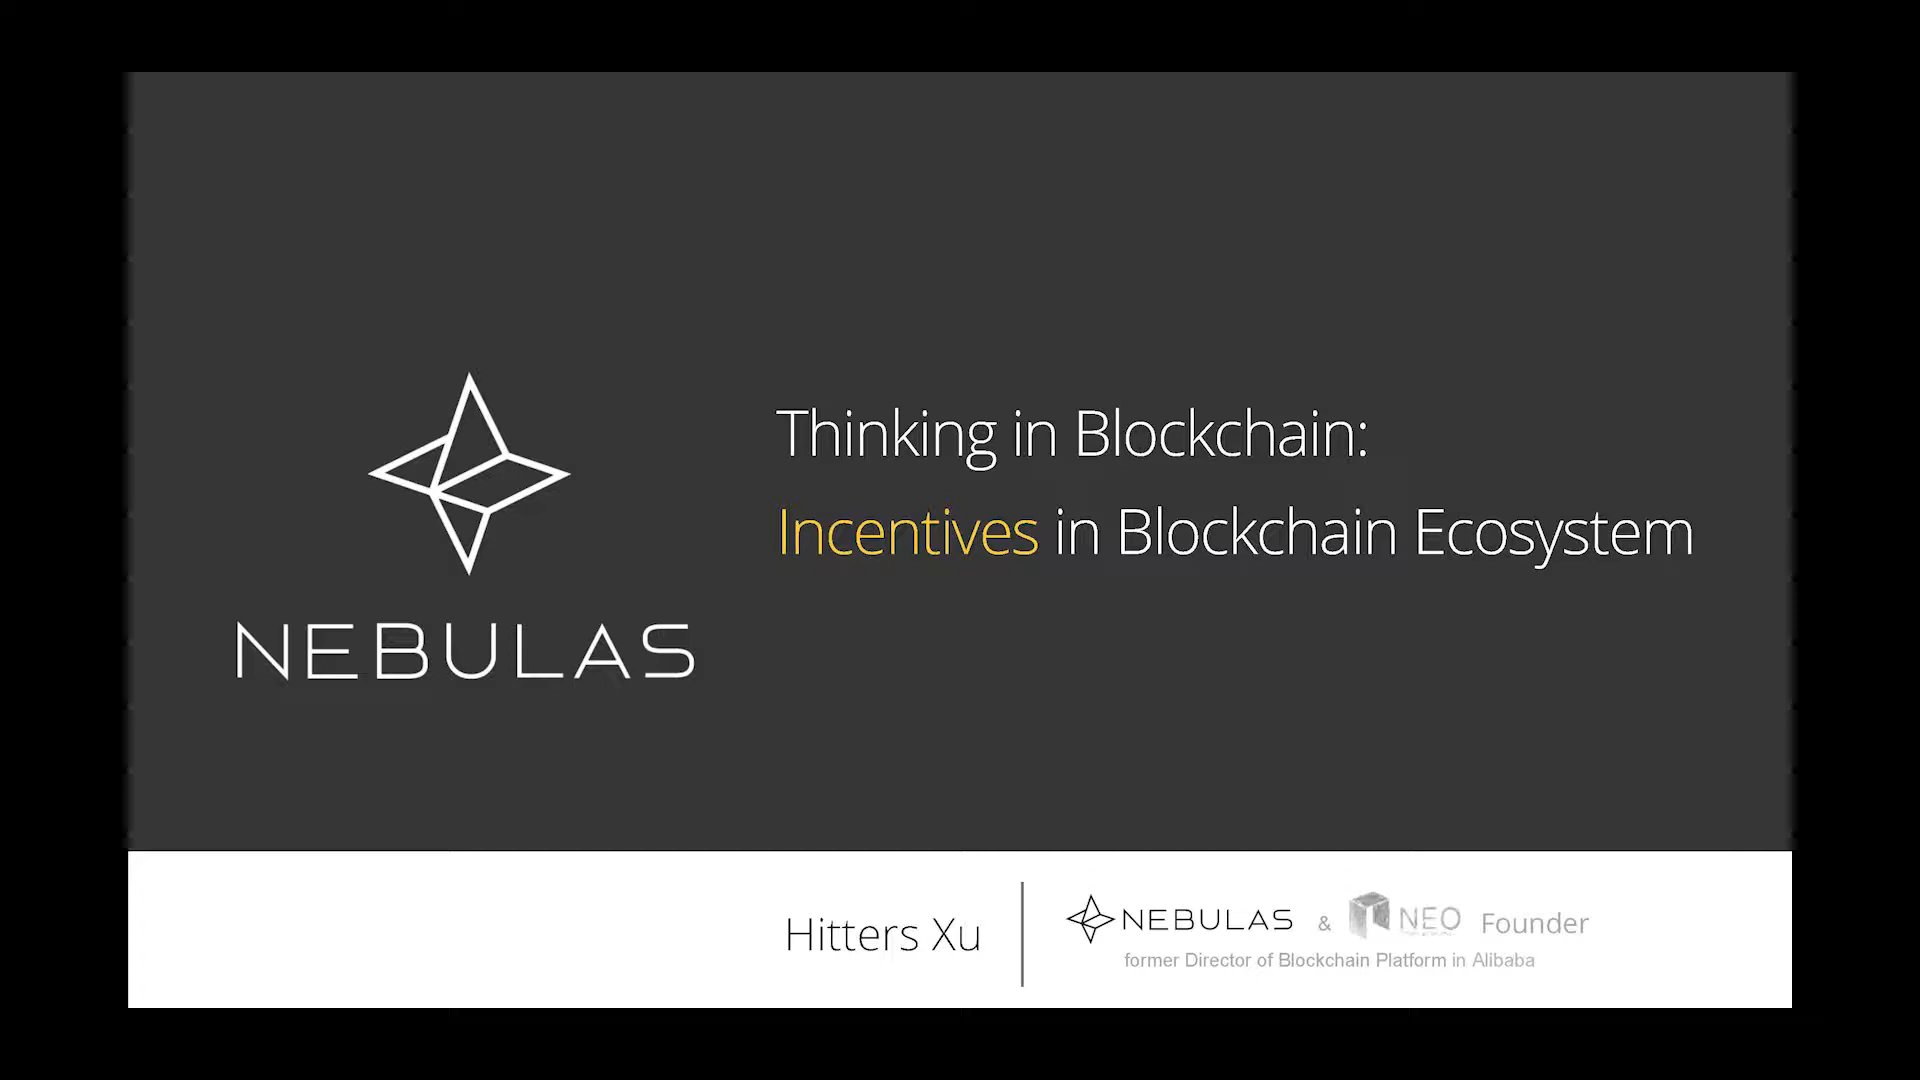 Thinking in Blockchain:
Incentives in Blockchain Ecosystem
NEBULAS
Hitters Xu
NEBULAS & NEO Founder
former Director of Blockchain Platform in Alibaba